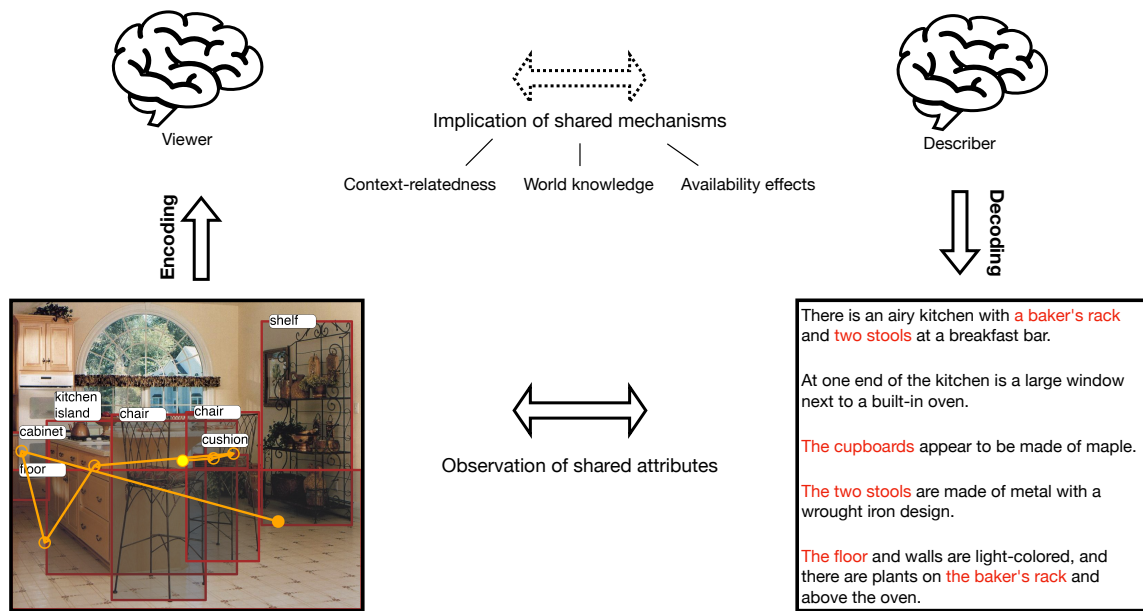 Viewer
Implication of shared mechanisms
Context-relatedness
World knowledge
Availability effects
Describer
Encoding
Decoding
shelf
kitchen
island
chair
chair
cabinet
cushion
floor
Observation of shared attributes
There is an airy kitchen with a baker's rack
and two stools at a breakfast bar.
At one end of the kitchen is a large window
next to a built-in oven.
The cupboards appear to be made of maple.
The two stools are made of metal with a
wrought iron design.
The floor and walls are light-colored, and
there are plants on the baker's rack and
above the oven.